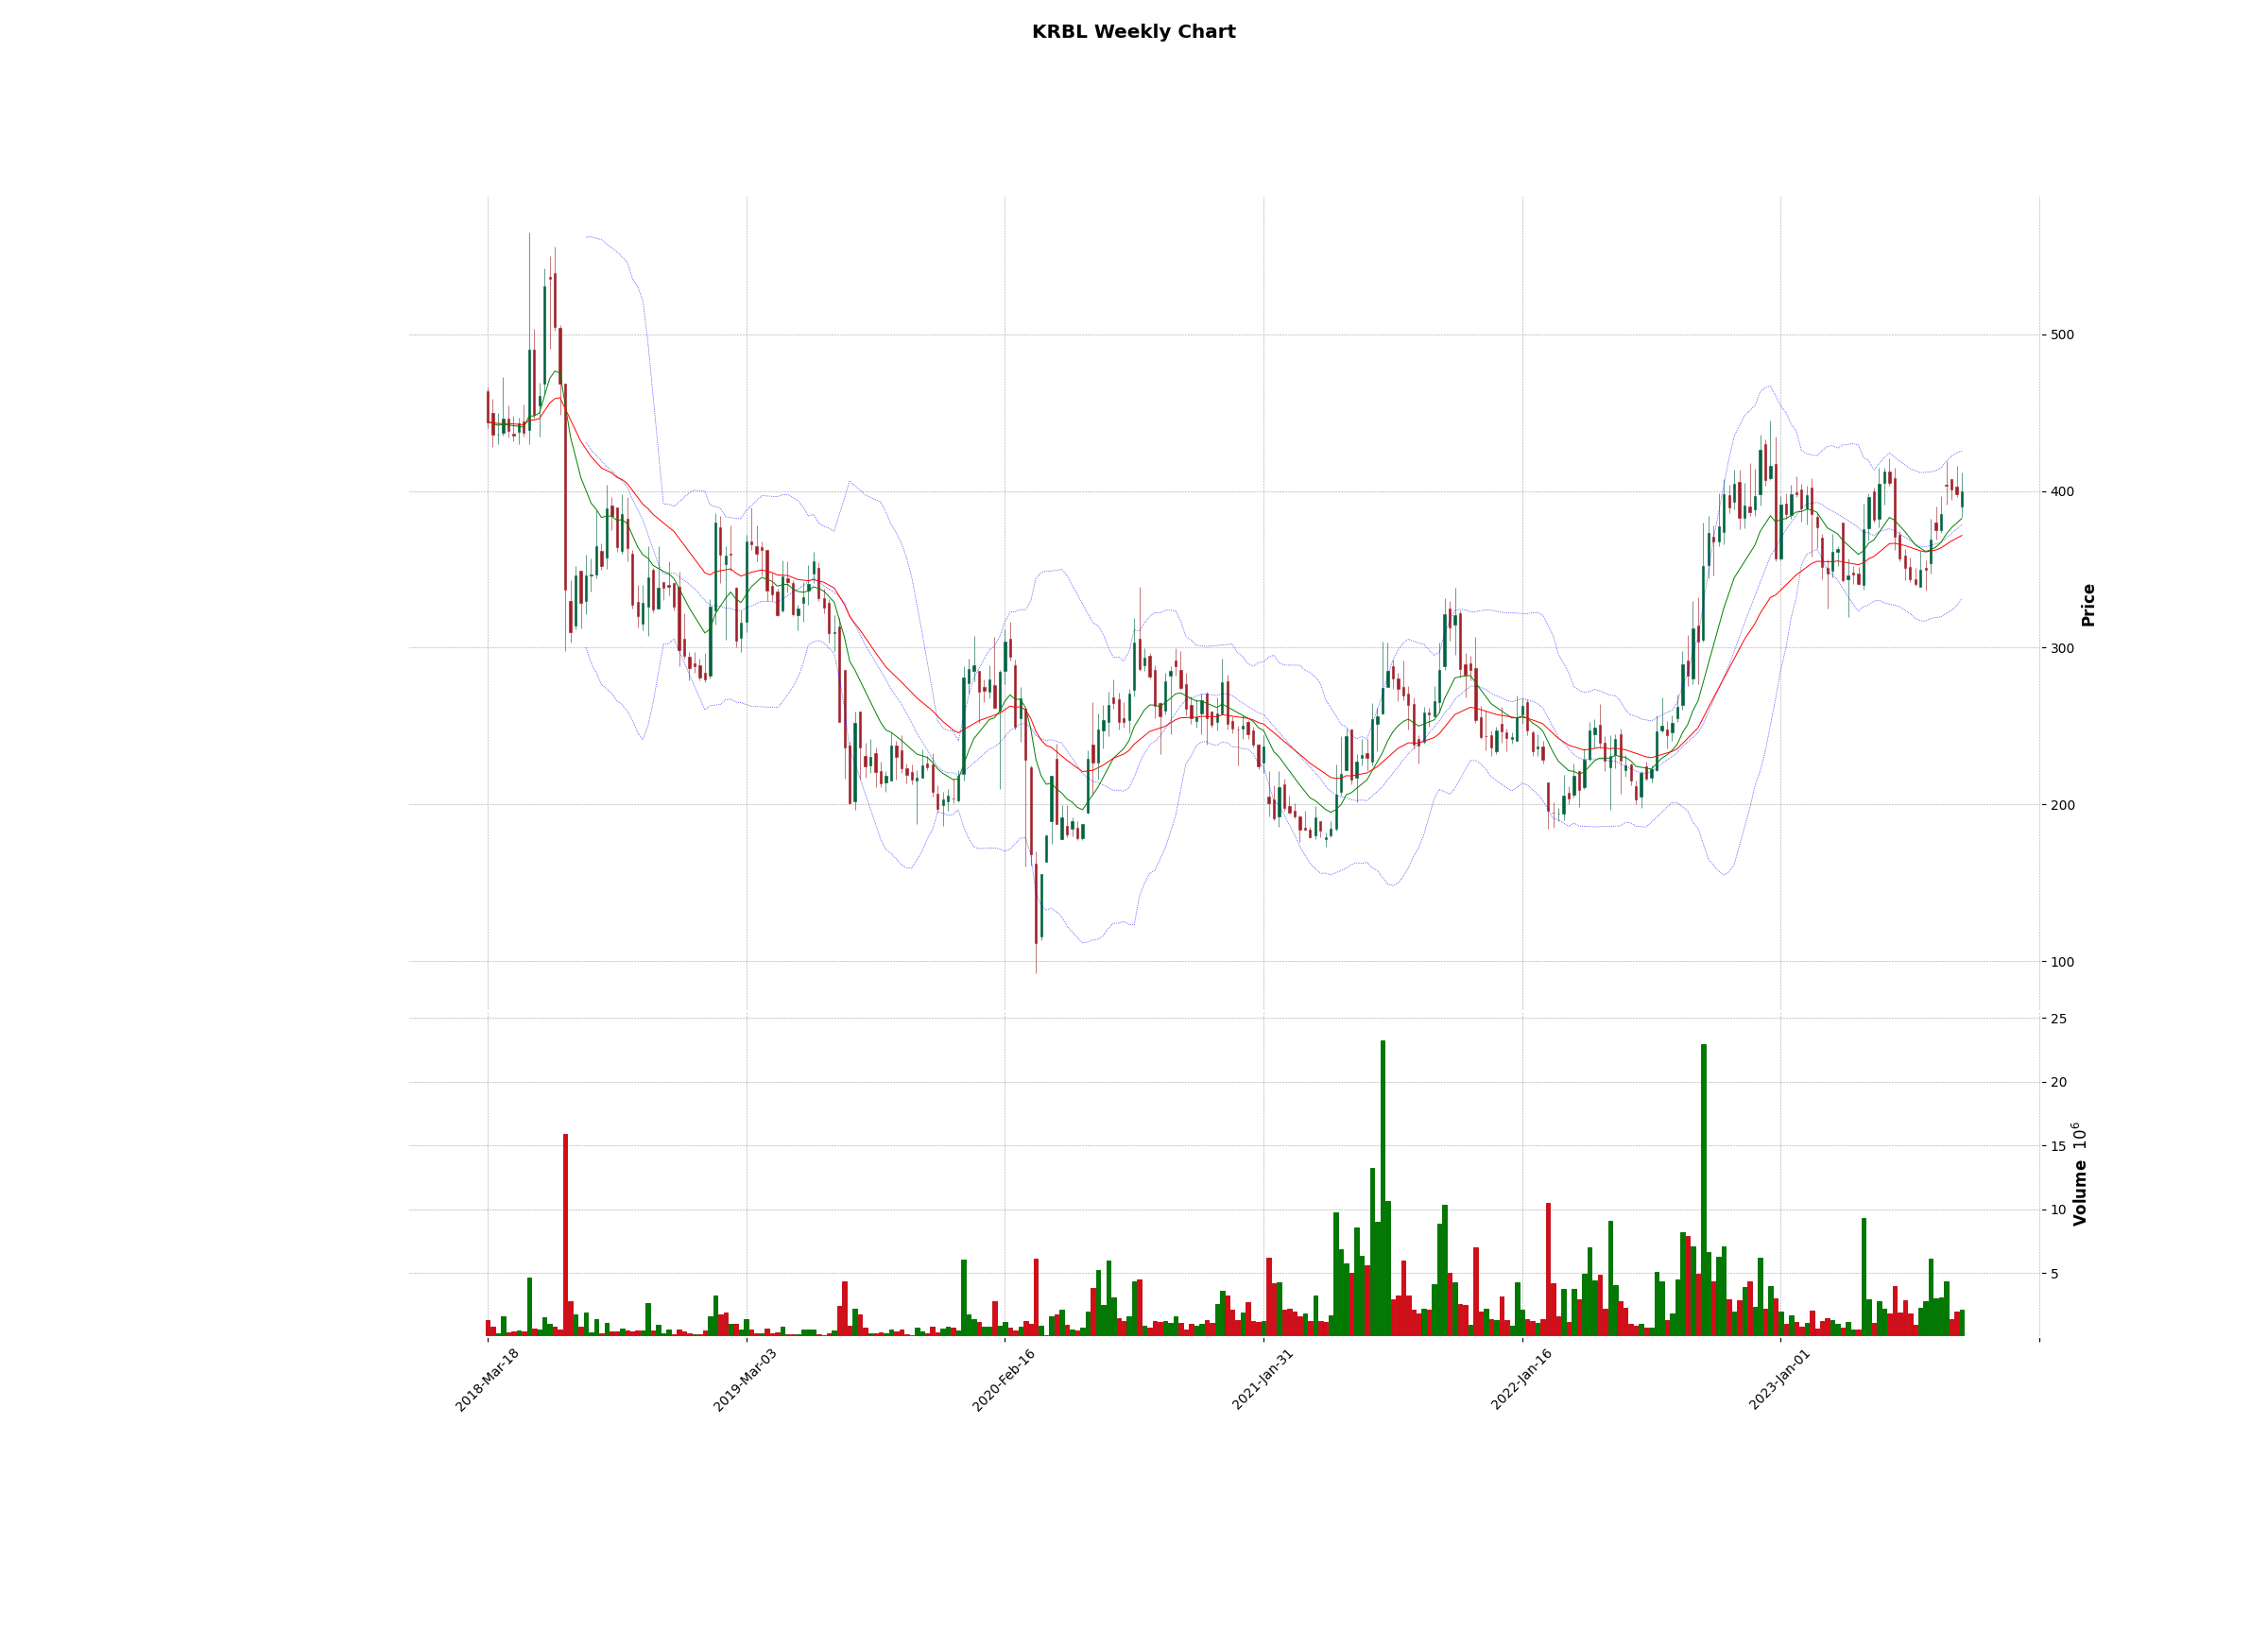 KRBL Weekly Chart
500
400
300
200
100
Price
25
20
15
10
5
Volume 10^6
2018-Mar-18
2019-Mar-03
2020-Feb-16
2021-Jan-31
2022-Jan-16
2023-Jan-01